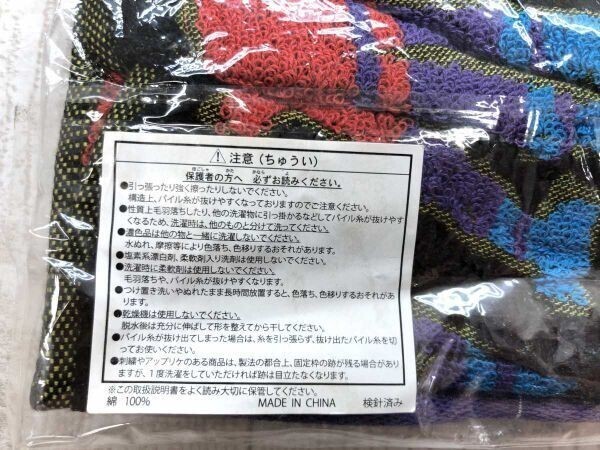 ⚠ 注意(ちゅうい)
保護者の方へ 必ずお読みください。
●引っ張ったり強く擦ったりしないでください。
構造上、パイル糸が抜けやすくなっておりますのでご注意ください。
●性質上毛羽落ちしたり、他の洗濯物に引っ掛かるなどしてパイル糸が抜けやす
くなるため、洗濯時は、他のものと分けて洗ってください。
●濃色品は他の物と一緒に洗濯しないでください。
水ぬれ、摩擦等により色落ち、色移りするおそれがあります。
●塩素系漂白剤、柔軟剤入り洗剤は使用しないでください。
●洗濯時に柔軟剤は使用しないでください。
毛羽落ちや、パイル糸が抜けやすくなります。
●つけ置き洗いやぬれたまま長時間放置すると、色落ち、色移りするおそれがあり
ます。
●乾燥機は使用しないでください。
脱水後は充分に伸ばして形を整えてから干してください。
●パイル糸が抜け出てしまった場合は、糸を引っ張らず、抜け出たパイル糸を切
ってお使いください。
●刺繍やアップリケのある商品は、製法の都合上、固定枠の跡が残る場合があり
ますが、1度洗濯をしていただければ跡は目立たなくなります。
※この取扱説明書をよく読み大切に保管してください。
綿 100% MADE IN CHINA 検針済み